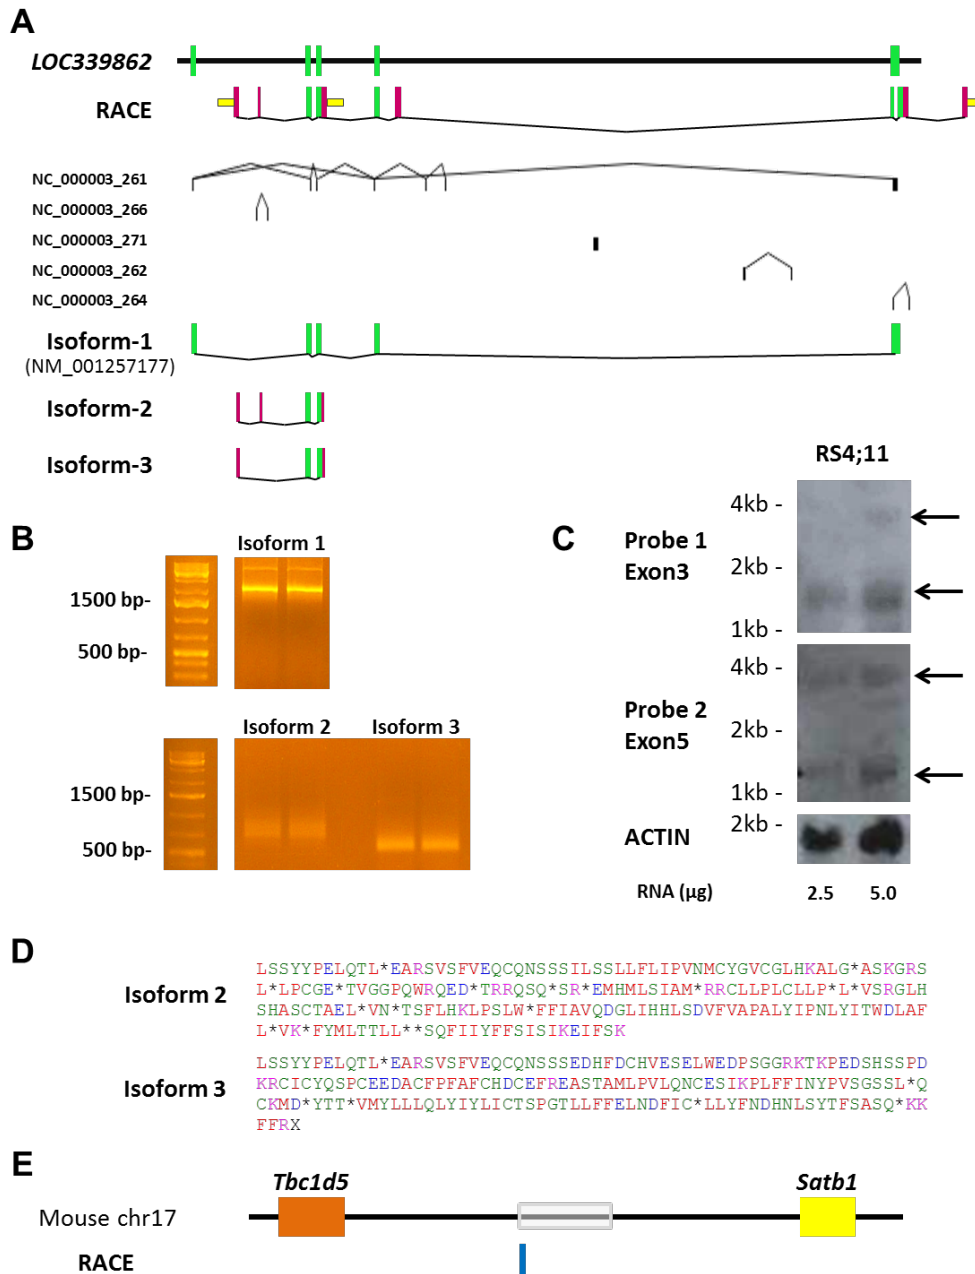 A
LOC339862
RACE
NC_000003_261
NC_000003_266
NC_000003_271
NC_000003_262
NC_000003_264
Isoform-1
(NM_001257177)
Isoform-2
Isoform-3
B
Isoform 1
1500 bp-
500 bp-
Isoform 2 Isoform 3
1500 bp-
500 bp-
C
RS4;11
Probe 1
Exon3
4kb -
2kb -
1kb -
Probe 2
Exon5
4kb -
2kb -
1kb -
ACTIN
2kb -
RNA (µg) 2.5 5.0
D
Isoform 2
LSSYYPELQTL*EARSVSFVEQCQNSSSILSSLLFLIPVNMCYGVCGLHKALG*ASKGRS
L*LPCGE*TVGGPQWRQED*TRRQSQ*SR*EMHMLSIAM*RRCLLPLCLLP*L*VSRGLH
SHASCTAEL*VN*TSFLHKLPSLW*FFIAVQDGLIHHLSDVFVAPALYIPNLYITWDLAF
L*VK*FYMLTTLL**SQFIIYFFSISIKEIFSK
Isoform 3
LSSYYPELQTL*EARSVSFVEQCQNSSSEDHFDCHVESELWEDPSGGRKTKPEDSHSSPD
KRCICYQSPCEEDACFPFAFCHDCEFREASTAMLPVLQNCESIKPLFFINYPVSGSSL*Q
CKMD*YTT*VMYLLLQLYIYLICTSPGTLLFFELNDFIC*LLYFNDHNLSYTFSASQ*KK
FFRX
E
Tbc1d5 Satb1
Mouse chr17
RACE